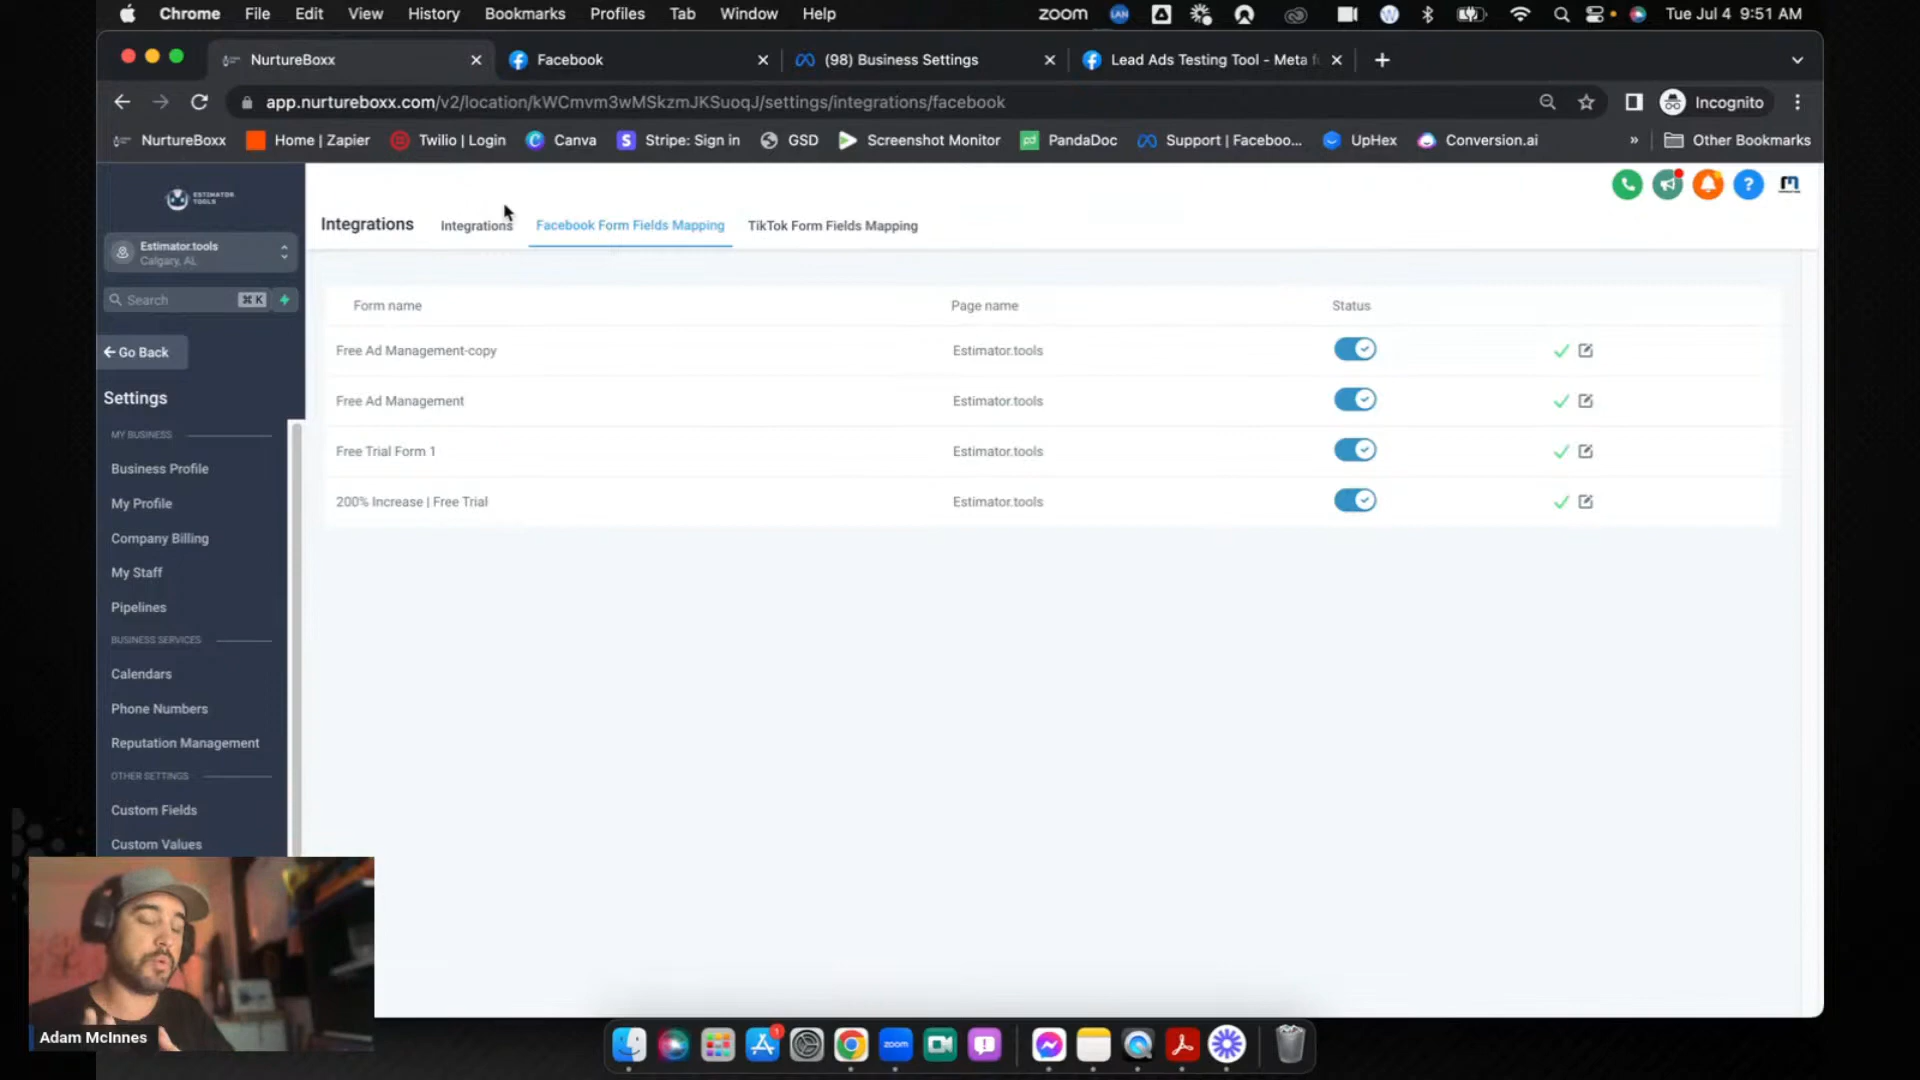 Chrome File Edit View History Bookmarks Profiles Tab Window Help zoom LAN Tue Jul 4 9:51 AM
NurtureBoxx Facebook (98) Business Settings Lead Ads Testing Tool - Meta f
app.nurtureboxx.com/v2/location/kWCmvm3wMSkzmJKSuoqJ/settings/integrations/facebook Incognito
NurtureBoxx Home | Zapier Twilio | Login Canva Stripe: Sign in GSD Screenshot Monitor pd PandaDoc Support | Faceboo... UpHex Conversion.ai » Other Bookmarks
ESTIMATOR
TOOLS
Integrations Integrations Facebook Form Fields Mapping TikTok Form Fields Mapping
Estimator.tools
Calgary, AL
Search ⌘ K
Go Back
Settings
MY BUSINESS
Business Profile
My Profile
Company Billing
My Staff
Pipelines
BUSINESS SERVICES
Calendars
Phone Numbers
Reputation Management
OTHER SETTINGS
Custom Fields
Custom Values
Form name Page name Status
Free Ad Management-copy Estimator.tools
Free Ad Management Estimator.tools
Free Trial Form 1 Estimator.tools
200% Increase | Free Trial Estimator.tools
Adam McInnes
1
zoom